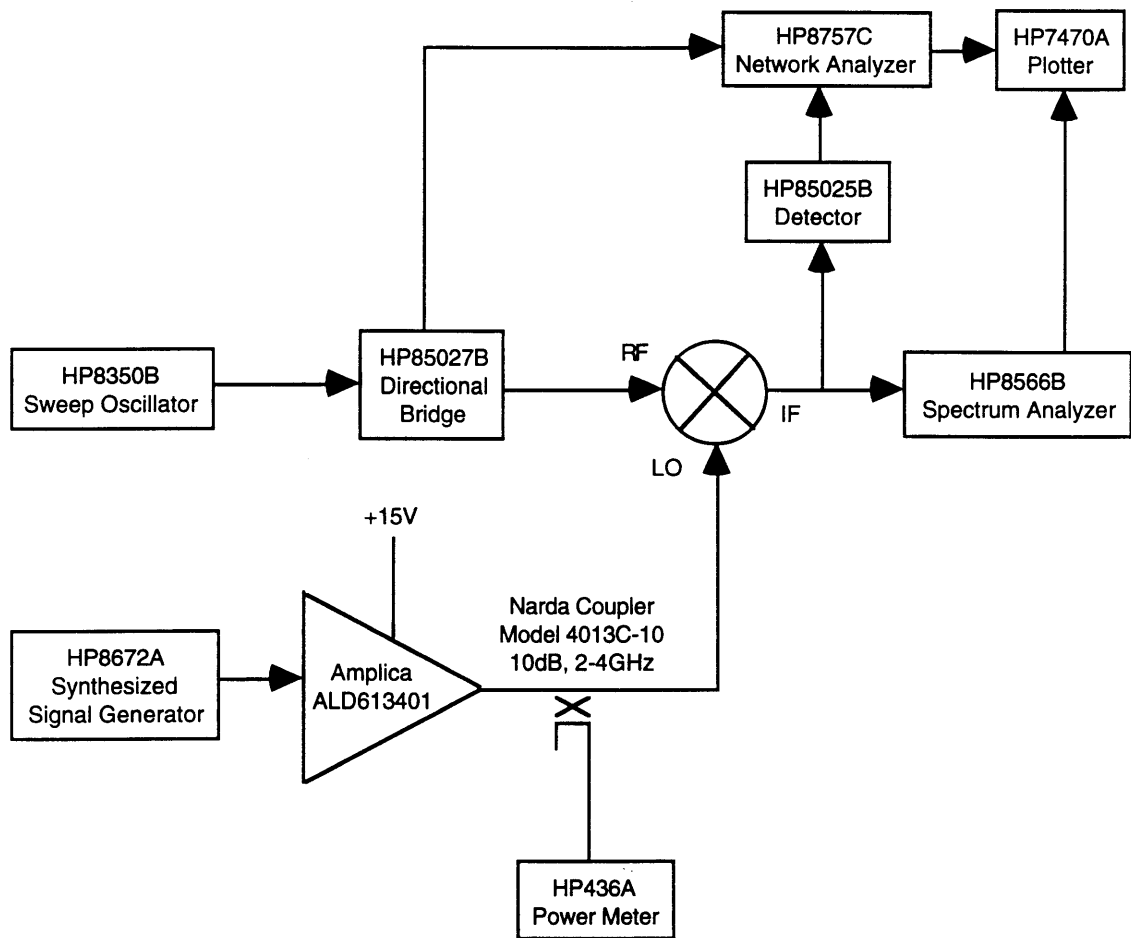 HP8757C
Network Analyzer
HP7470A
Plotter
HP85025B
Detector
HP8350B
Sweep Oscillator
HP85027B
Directional
Bridge
RF
IF
LO
HP8566B
Spectrum Analyzer
+15V
HP8672A
Synthesized
Signal Generator
Amplica
ALD613401
Narda Coupler
Model 4013C-10
10dB, 2-4GHz
HP436A
Power Meter